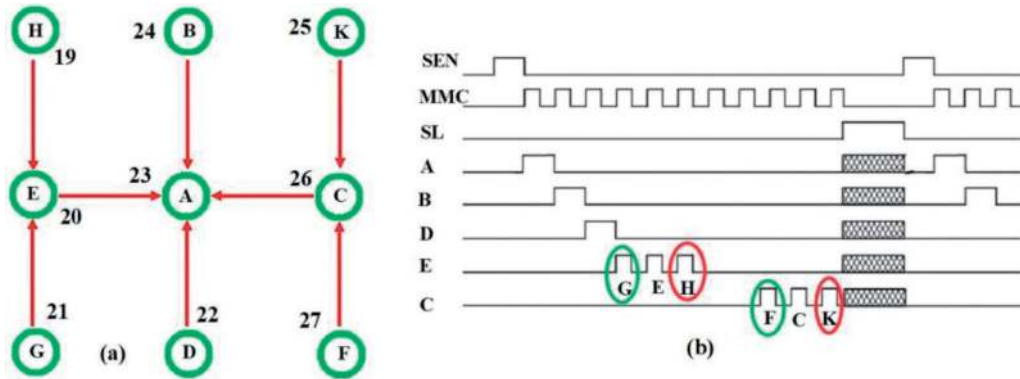 H B K
19 24 25
E A C
20 23 26
G D F
21 22 27
(a)
SEN
MMC
SL
A
B
D
E
G E H
C
F C K
(b)